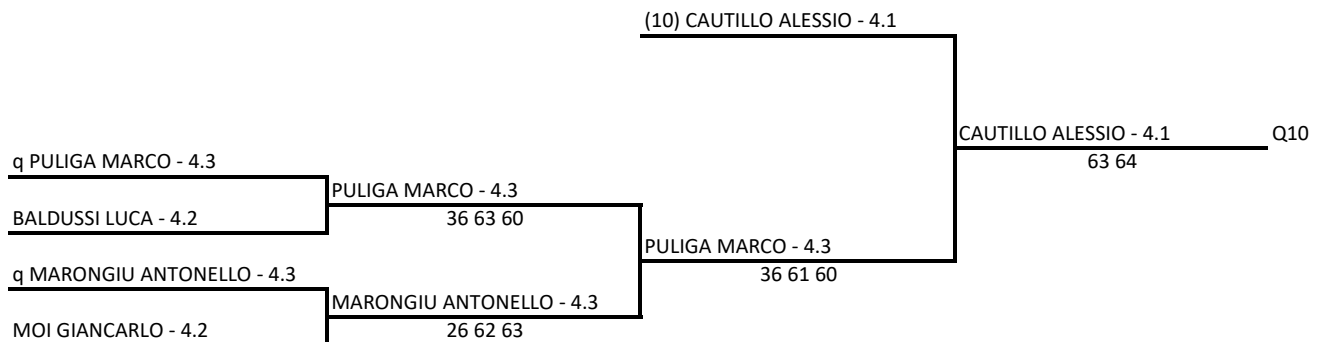 (10) CAUTILLO ALESSIO - 4.1
CAUTILLO ALESSIO - 4.1 Q10
63 64
q PULIGA MARCO - 4.3
PULIGA MARCO - 4.3
36 63 60
BALDUSSI LUCA - 4.2
PULIGA MARCO - 4.3
36 61 60
q MARONGIU ANTONELLO - 4.3
MARONGIU ANTONELLO - 4.3
26 62 63
MOI GIANCARLO - 4.2